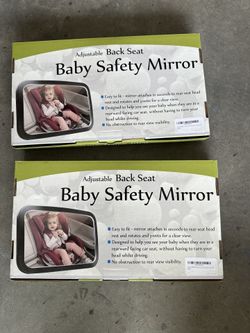 Adjustable Back Seat
Baby Safety Mirror
Easy to fit - mirror attaches in seconds to rear seat head
rest and rotates and pivots for a clear view.
Designed to help you see your baby when they are in a
rearward facing car seat, without having to turn your
head whilst driving.
No obstruction to rear view visibility.
Adjustable Back Seat
Baby Safety Mirror
Easy to fit - mirror attaches in seconds to rear seat head
rest and rotates and pivots for a clear view.
Designed to help you see your baby when they are in a
rearward facing car seat, without having to turn your
head whilst driving.
No obstruction to rear view visibility.